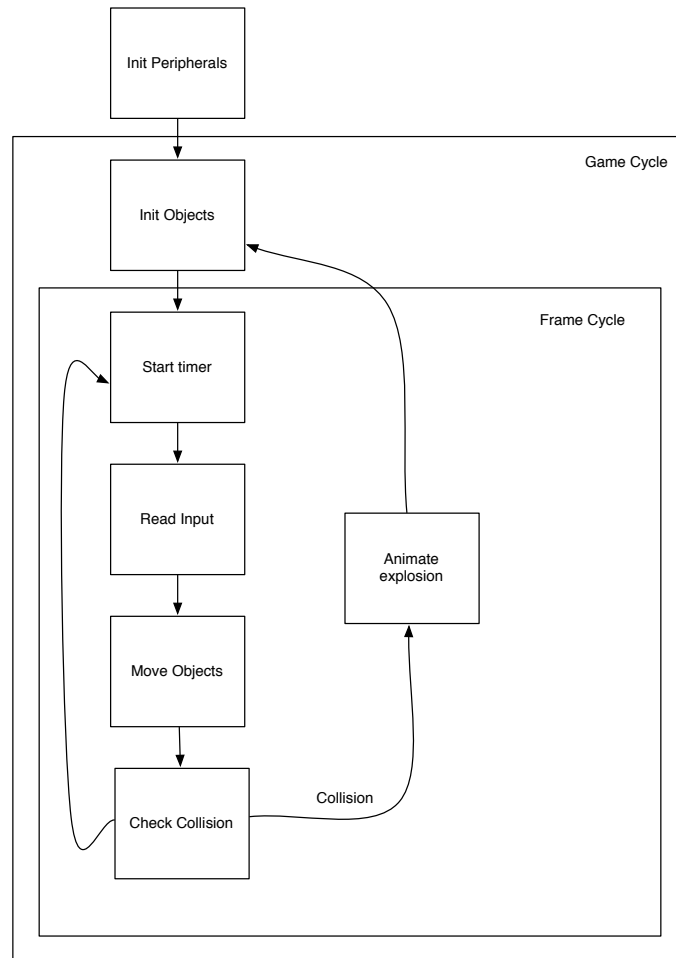 Init Peripherals
Game Cycle
Init Objects
Frame Cycle
Start timer
Read Input
Animate
explosion
Move Objects
Collision
Check Collision